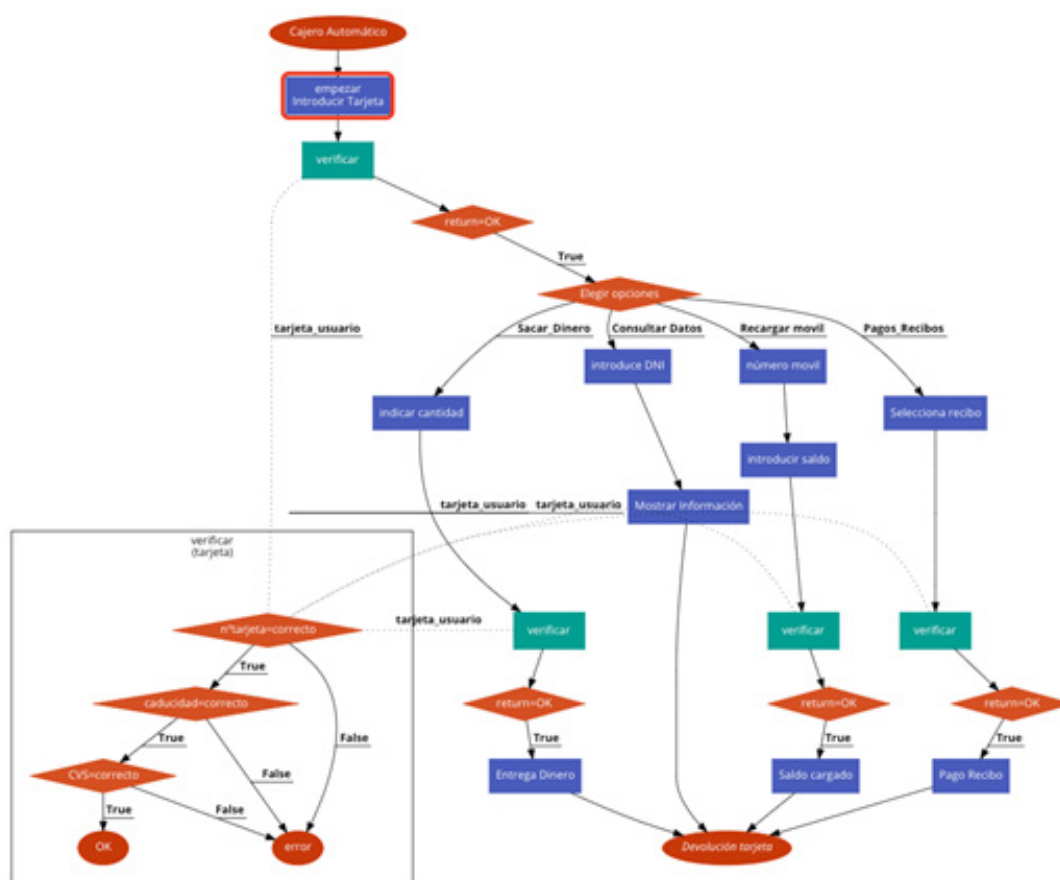 Cajero Automático
empezar
Introducir Tarjeta
verificar
return=OK
True
Elegir opciones
tarjeta_usuario
Sacar_Dinero
Consultar Datos
Recargar movil
Pagos_Recibos
introduce DNI
número movil
indicar cantidad
Selecciona recibo
introducir saldo
tarjeta_usuario
tarjeta_usuario
Mostrar Información
verificar
(tarjeta)
nºtarjeta=correcto
tarjeta_usuario
verificar
verificar
verificar
True
caducidad=correcto
return=OK
return=OK
return=OK
True
False
True
True
True
CVS=correcto
False
Entrega Dinero
Saldo cargado
Pago Recibo
True
False
OK
error
Devolución tarjeta